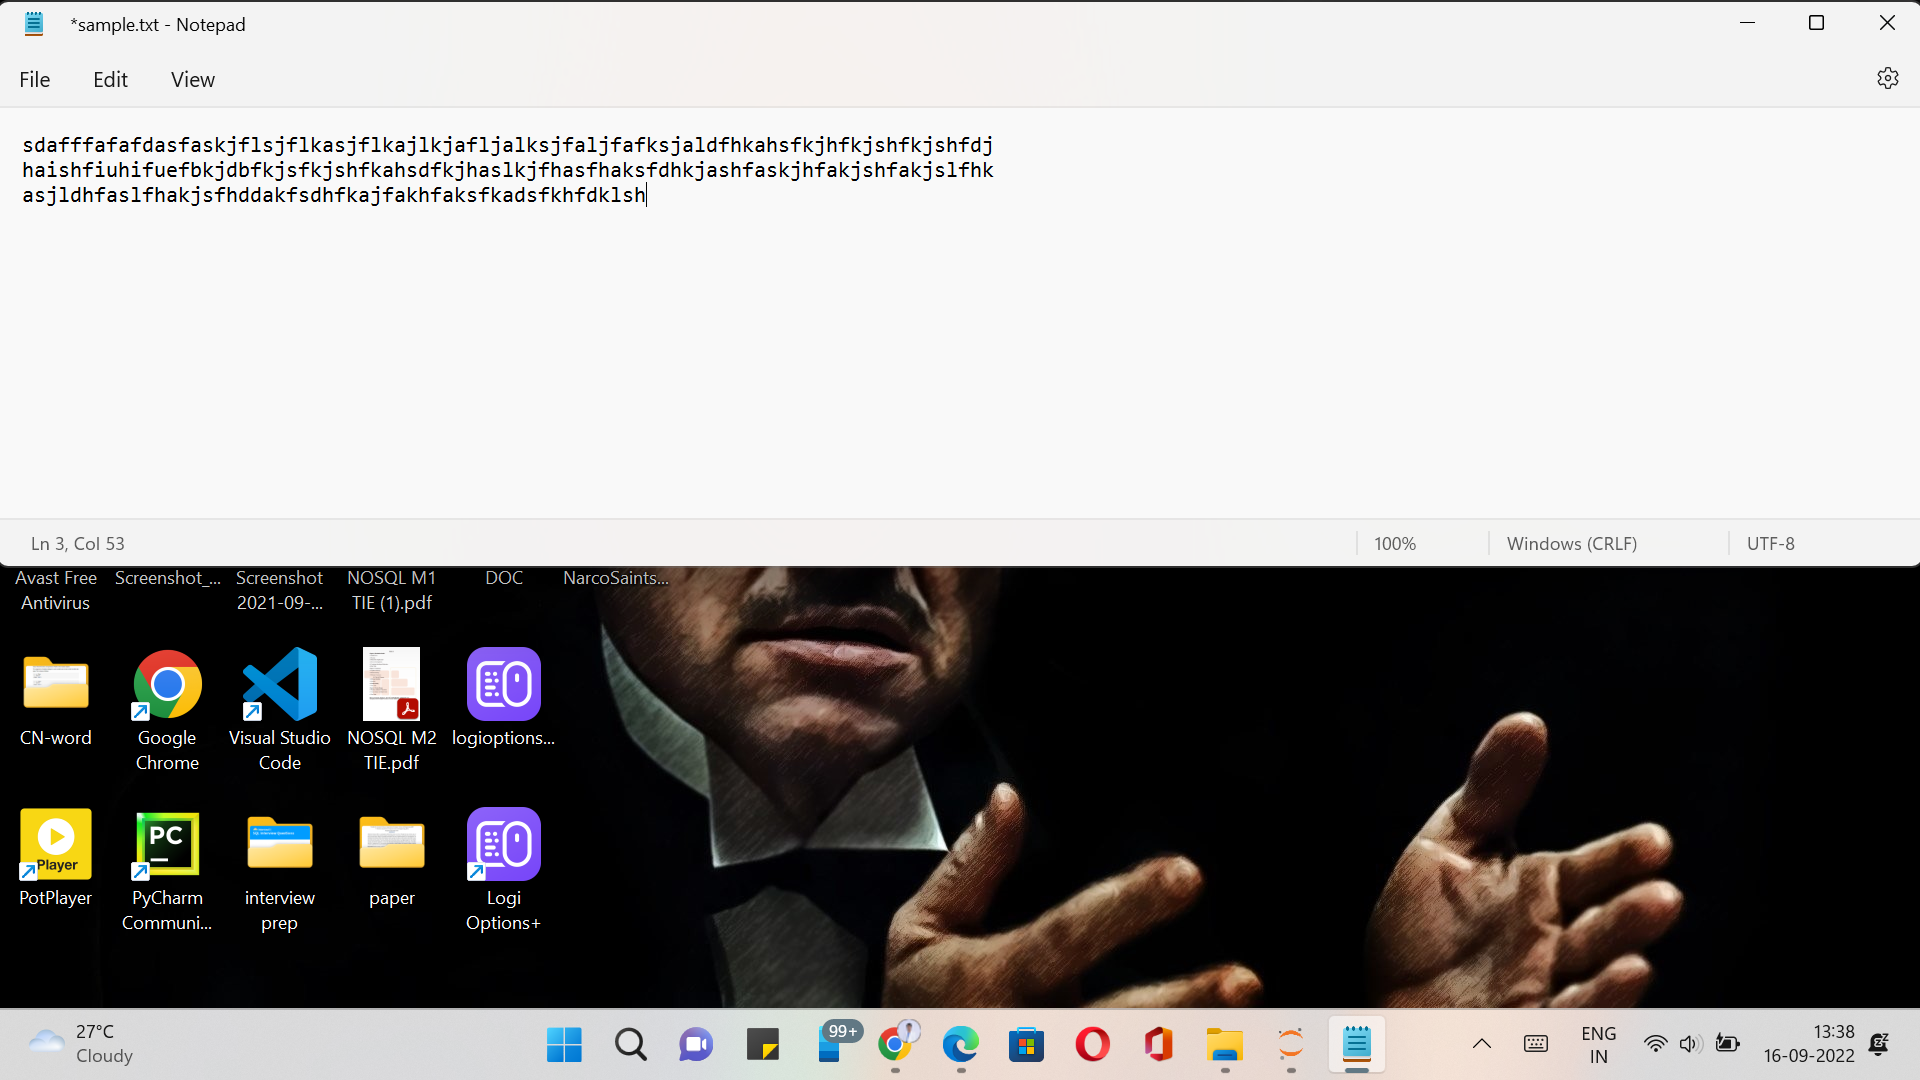 *sample.txt - Notepad
File Edit View
sdafffafafdasfaskjflsjflkasjflkajlkjafljalksjfaljfafksjaldfhkahsfkjhfkjshfkjshfdj
haishfiuhifuefbkjdbfkjsfkjshfkahsdfkjhaslkjfhasfhaksfdhkjashfaskjhfakjshfakjslfhk
asjldhfaslfhakjsfhddakfsdhfkajfakhfaksfkadsfkhfdklsh
Ln 3, Col 53 100% Windows (CRLF) UTF-8
Avast Free Antivirus
Screenshot_...
Screenshot 2021-09-...
NOSQL M1 TIE (1).pdf
DOC
NarcoSaints...
CN-word
Google Chrome
Visual Studio Code
NOSQL M2 TIE.pdf
logioptions...
Player
PotPlayer
PC
PyCharm Communi...
interview prep
paper
Logi Options+
27°C
Cloudy
99+
ENG
IN
13:38
16-09-2022